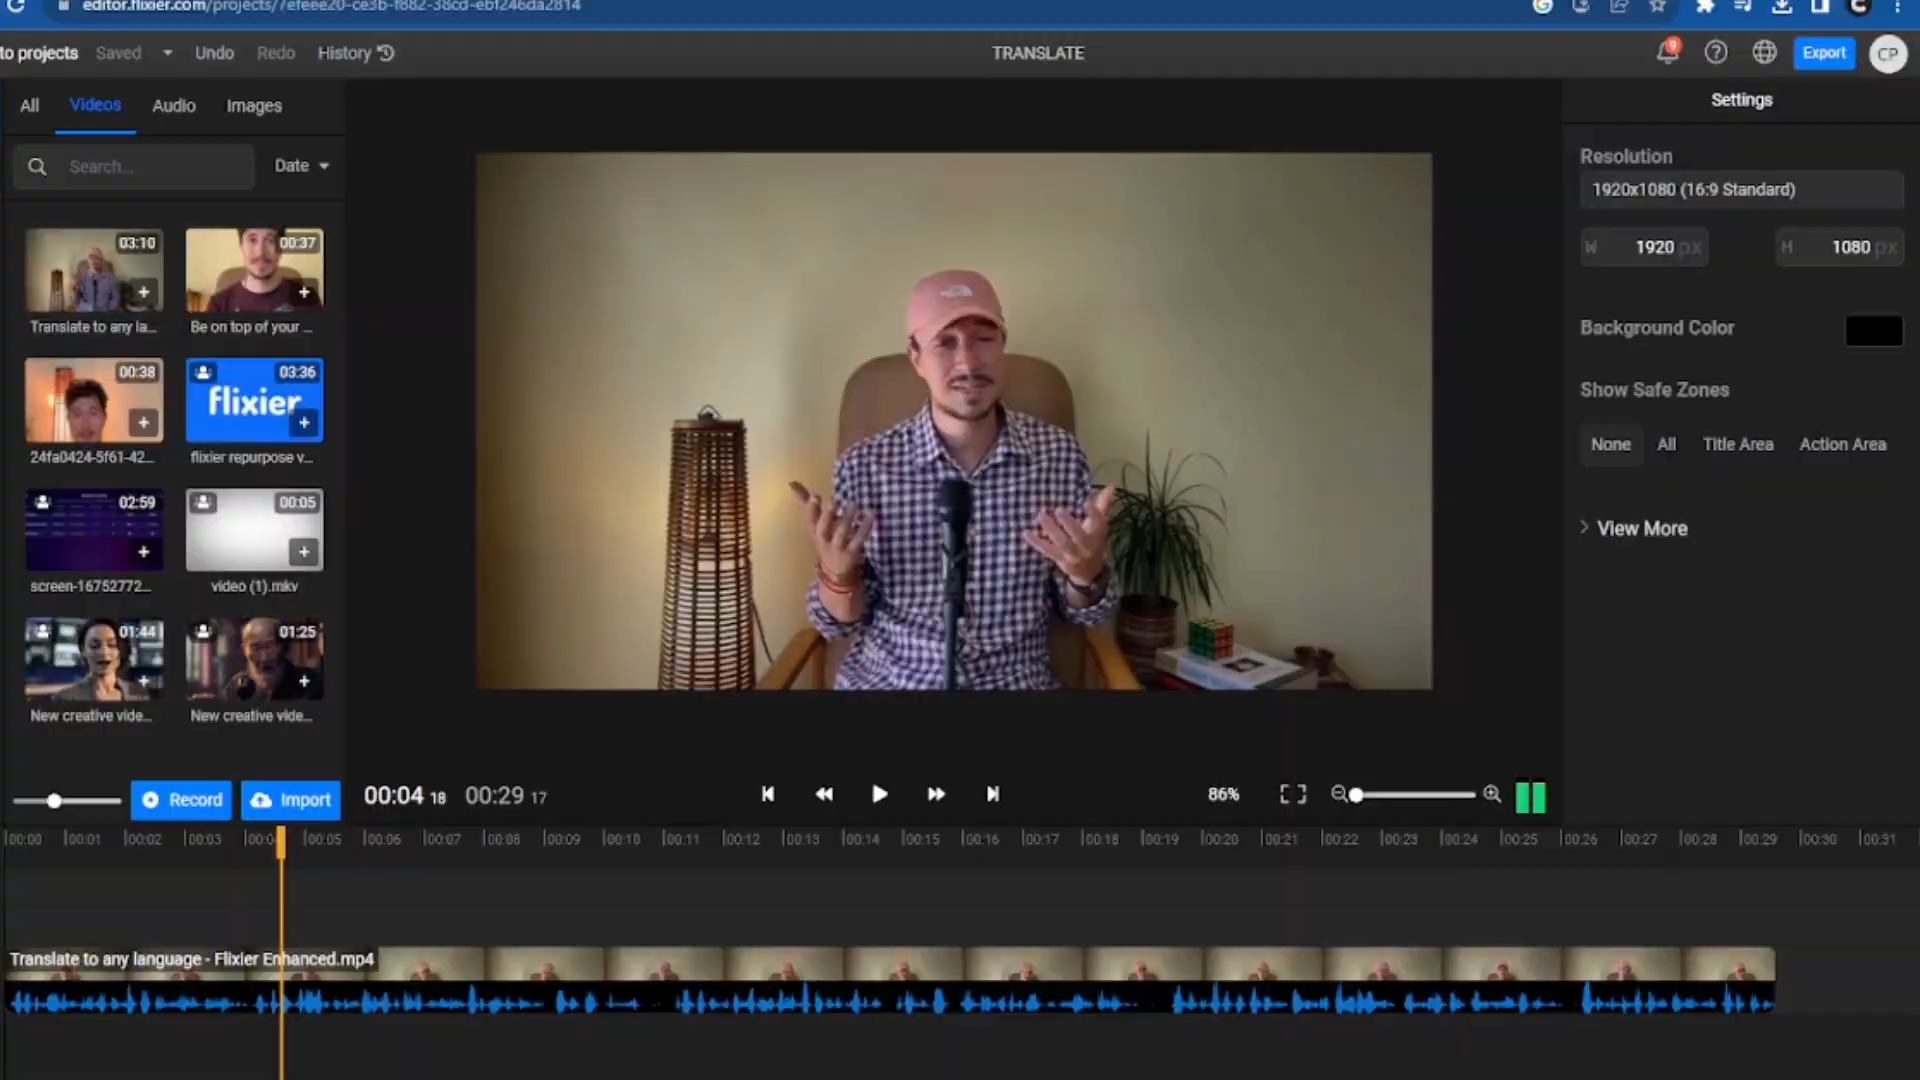 editor.flixier.com/projects/7efeee20-ce3b-f882-38cd-ebf246da2814
to projects Saved Undo Redo History TRANSLATE 9 Export CP
All Videos Audio Images Settings
Search... Date
Resolution
1920x1080 (16:9 Standard)
W 1920 px H 1080 px
03:10 00:37
Translate to any la... Be on top of your ...
Background Color
00:38 03:36
flixier
Show Safe Zones
None All Title Area Action Area
24fa0424-5f61-42... flixier repurpose v...
02:59 00:05
View More
screen-16752772... video (1).mkv
01:44 01:25
New creative vide... New creative vide...
Record Import 00:04 18 00:29 17 86%
00:00 00:01 00:02 00:03 00:04 00:05 00:06 00:07 00:08 00:09 00:10 00:11 00:12 00:13 00:14 00:15 00:16 00:17 00:18 00:19 00:20 00:21 00:22 00:23 00:24 00:25 00:26 00:27 00:28 00:29 00:30 00:31
Translate to any language - Flixier Enhanced.mp4